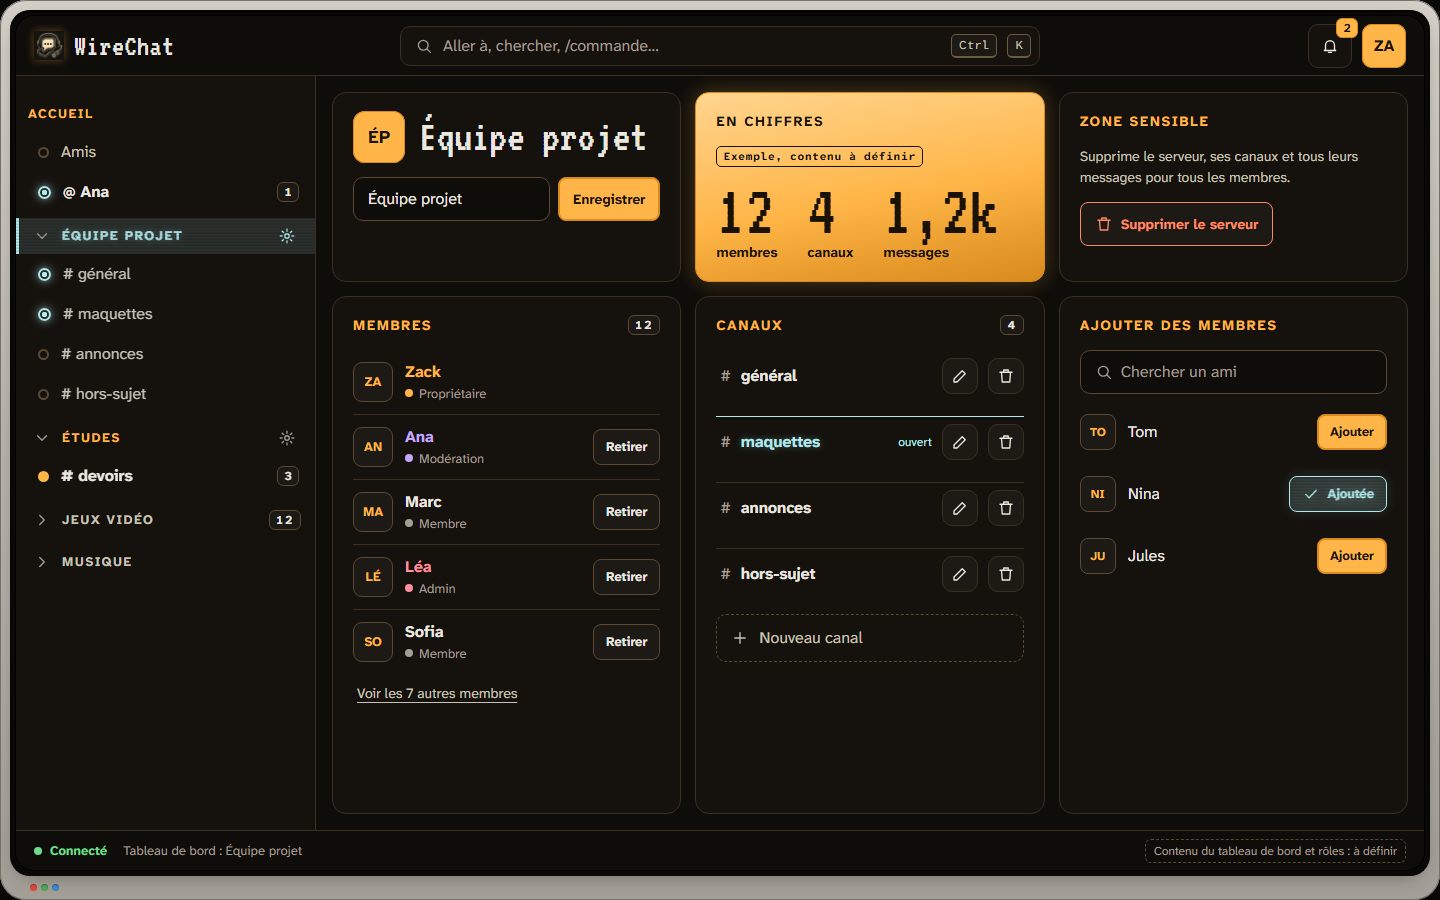 WireChat
Aller à, chercher, /commande...
Ctrl K
2
ZA
ACCUEIL
Amis
@ Ana
1
ÉQUIPE PROJET
# général
# maquettes
# annonces
# hors-sujet
ÉTUDES
# devoirs
3
JEUX VIDÉO
12
MUSIQUE
ÉP
Équipe projet
Équipe projet
Enregistrer
EN CHIFFRES
Exemple, contenu à définir
12 4 1,2k
membres canaux messages
ZONE SENSIBLE
Supprime le serveur, ses canaux et tous leurs
messages pour tous les membres.
Supprimer le serveur
MEMBRES
12
ZA
Zack
Propriétaire
AN
Ana
Modération
Retirer
MA
Marc
Membre
Retirer
LÉ
Léa
Admin
Retirer
SO
Sofia
Membre
Retirer
Voir les 7 autres membres
CANAUX
4
# général
# maquettes
ouvert
# annonces
# hors-sujet
+ Nouveau canal
AJOUTER DES MEMBRES
Chercher un ami
TO
Tom
Ajouter
NI
Nina
Ajoutée
JU
Jules
Ajouter
Connecté
Tableau de bord : Équipe projet
Contenu du tableau de bord et rôles : à définir